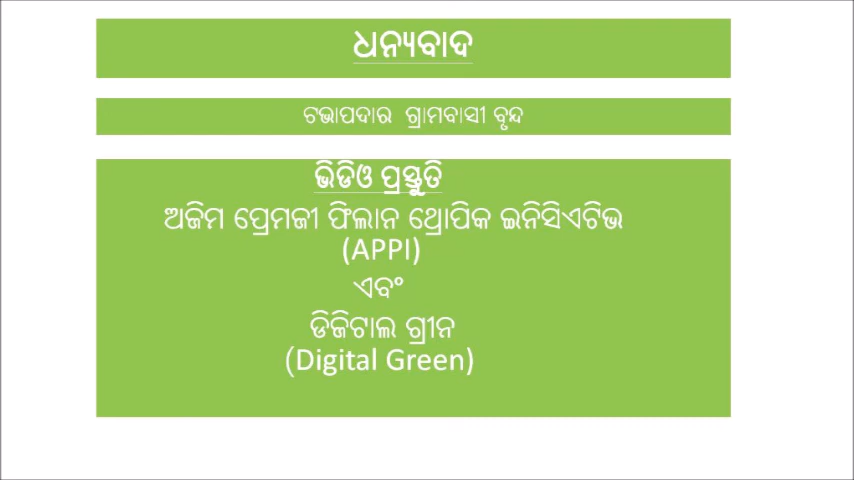 ଧନ୍ୟବାଦ
ଟଭାପଦାର ଗ୍ରାମବାସୀ ବୃନ୍ଦ
ଭିଡିଓ ପ୍ରସ୍ତୁତି
ଅଜିମ ପ୍ରେମଜୀ ଫିଲାନ ଥ୍ରୋପିକ ଇନିସିଏଟିଭ
(APPI)
ଏବଂ
ଡିଜିଟାଲ ଗ୍ରୀନ
(Digital Green)